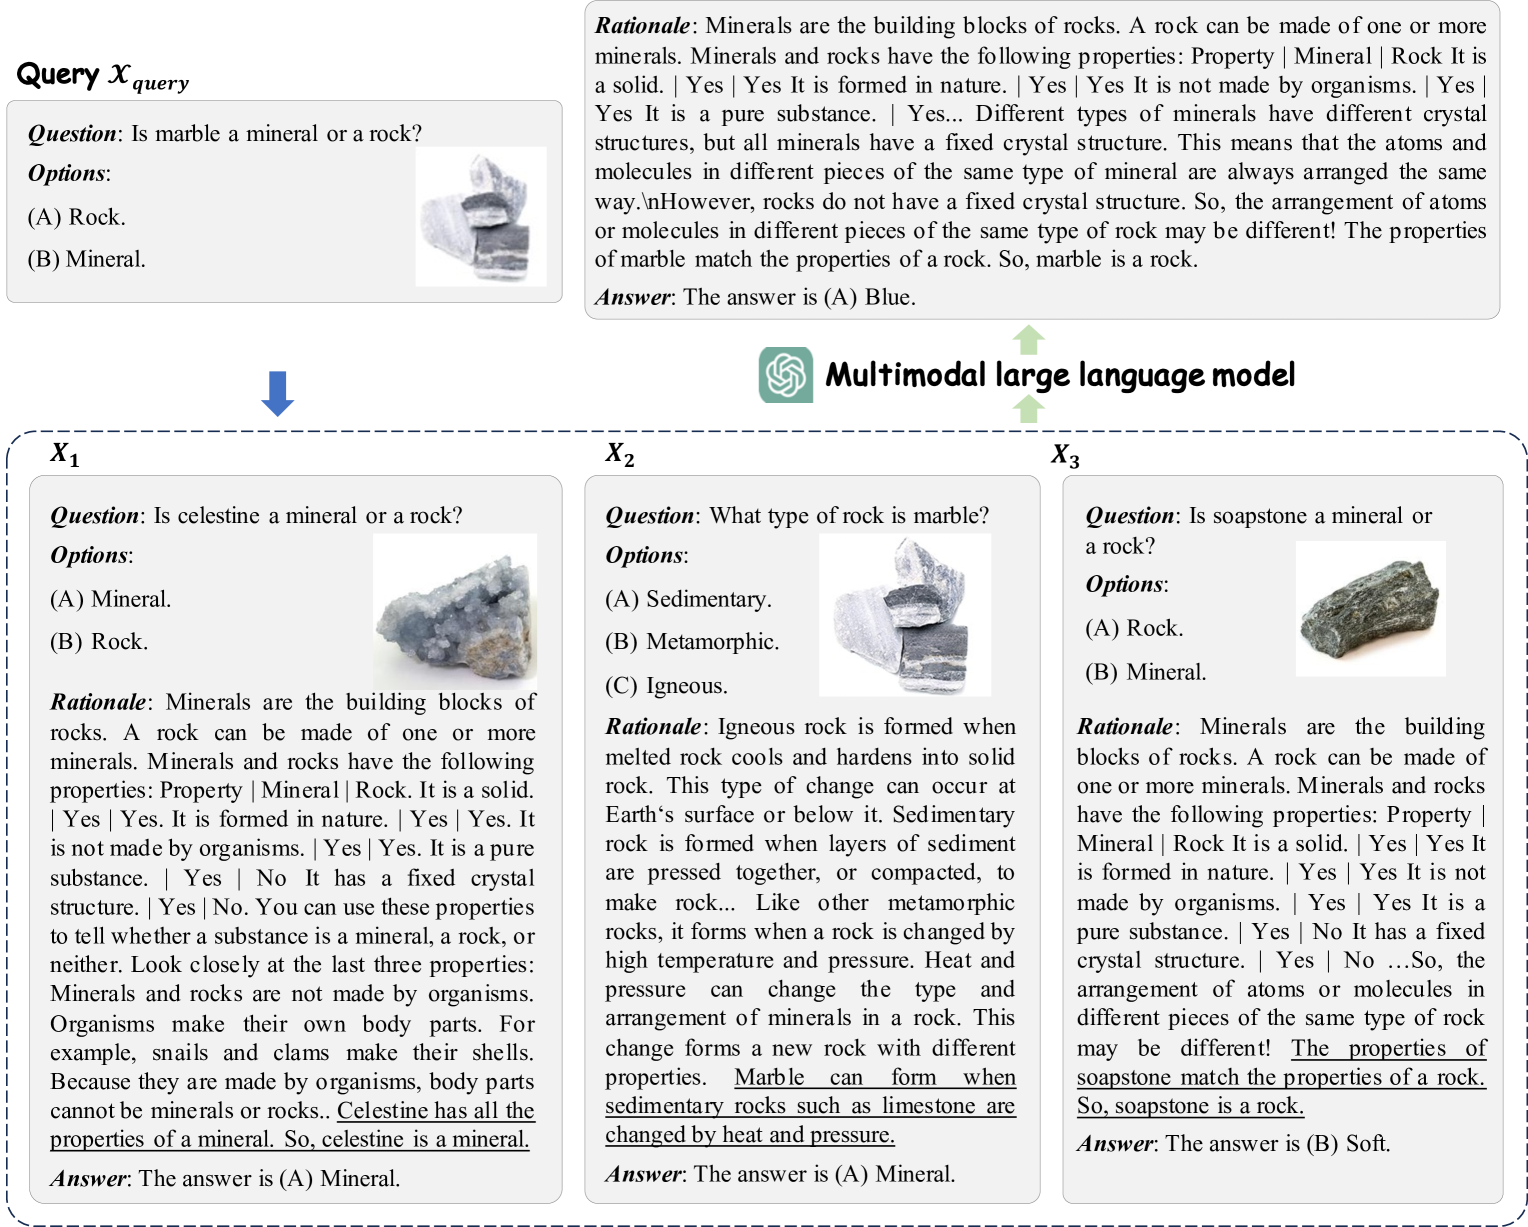 Query 𝒳query
Question: Is marble a mineral or a rock?
Options:
(A) Rock.
(B) Mineral.
Rationale: Minerals are the building blocks of rocks. A rock can be made of one or more
minerals. Minerals and rocks have the following properties: Property | Mineral | Rock It is
a solid. | Yes | Yes It is formed in nature. | Yes | Yes It is not made by organisms. | Yes |
Yes It is a pure substance. | Yes... Different types of minerals have different crystal
structures, but all minerals have a fixed crystal structure. This means that the atoms and
molecules in different pieces of the same type of mineral are always arranged the same
way.\nHowever, rocks do not have a fixed crystal structure. So, the arrangement of atoms
or molecules in different pieces of the same type of rock may be different! The properties
of marble match the properties of a rock. So, marble is a rock.
Answer: The answer is (A) Blue.
Multimodal large language model
X1
Question: Is celestine a mineral or a rock?
Options:
(A) Mineral.
(B) Rock.
Rationale: Minerals are the building blocks of
rocks. A rock can be made of one or more
minerals. Minerals and rocks have the following
properties: Property | Mineral | Rock. It is a solid.
| Yes | Yes. It is formed in nature. | Yes | Yes. It
is not made by organisms. | Yes | Yes. It is a pure
substance. | Yes | No It has a fixed crystal
structure. | Yes | No. You can use these properties
to tell whether a substance is a mineral, a rock, or
neither. Look closely at the last three properties:
Minerals and rocks are not made by organisms.
Organisms make their own body parts. For
example, snails and clams make their shells.
Because they are made by organisms, body parts
cannot be minerals or rocks.. Celestine has all the
properties of a mineral. So, celestine is a mineral.
Answer: The answer is (A) Mineral.
X2
Question: What type of rock is marble?
Options:
(A) Sedimentary.
(B) Metamorphic.
(C) Igneous.
Rationale: Igneous rock is formed when
melted rock cools and hardens into solid
rock. This type of change can occur at
Earth‘s surface or below it. Sedimentary
rock is formed when layers of sediment
are pressed together, or compacted, to
make rock... Like other metamorphic
rocks, it forms when a rock is changed by
high temperature and pressure. Heat and
pressure can change the type and
arrangement of minerals in a rock. This
change forms a new rock with different
properties. Marble can form when
sedimentary rocks such as limestone are
changed by heat and pressure.
Answer: The answer is (A) Mineral.
X3
Question: Is soapstone a mineral or
a rock?
Options:
(A) Rock.
(B) Mineral.
Rationale: Minerals are the building
blocks of rocks. A rock can be made of
one or more minerals. Minerals and rocks
have the following properties: Property |
Mineral | Rock It is a solid. | Yes | Yes It
is formed in nature. | Yes | Yes It is not
made by organisms. | Yes | Yes It is a
pure substance. | Yes | No It has a fixed
crystal structure. | Yes | No …So, the
arrangement of atoms or molecules in
different pieces of the same type of rock
may be different! The properties of
soapstone match the properties of a rock.
So, soapstone is a rock.
Answer: The answer is (B) Soft.